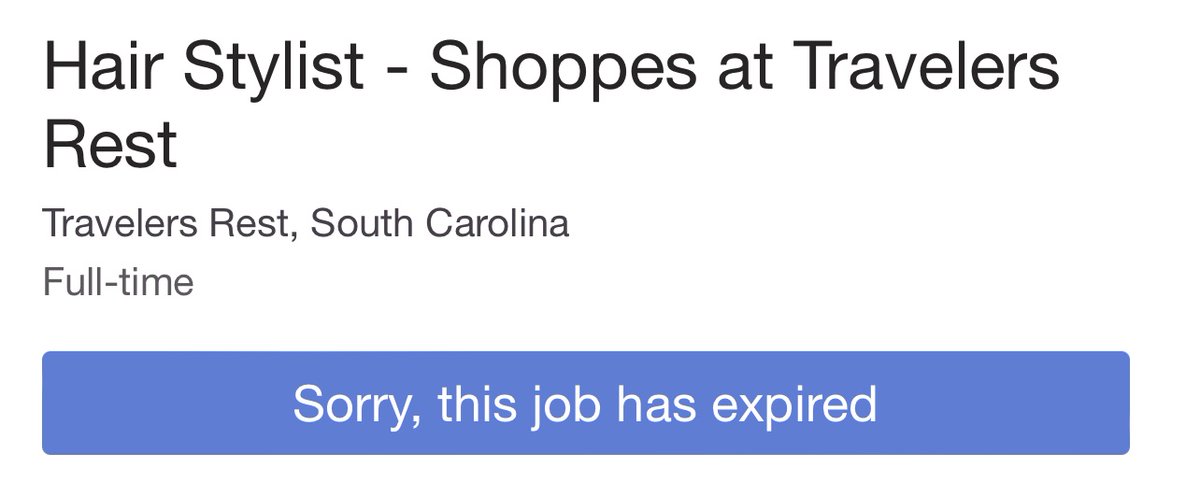 Hair Stylist - Shoppes at Travelers
Rest
Travelers Rest, South Carolina
Full-time
Sorry, this job has expired